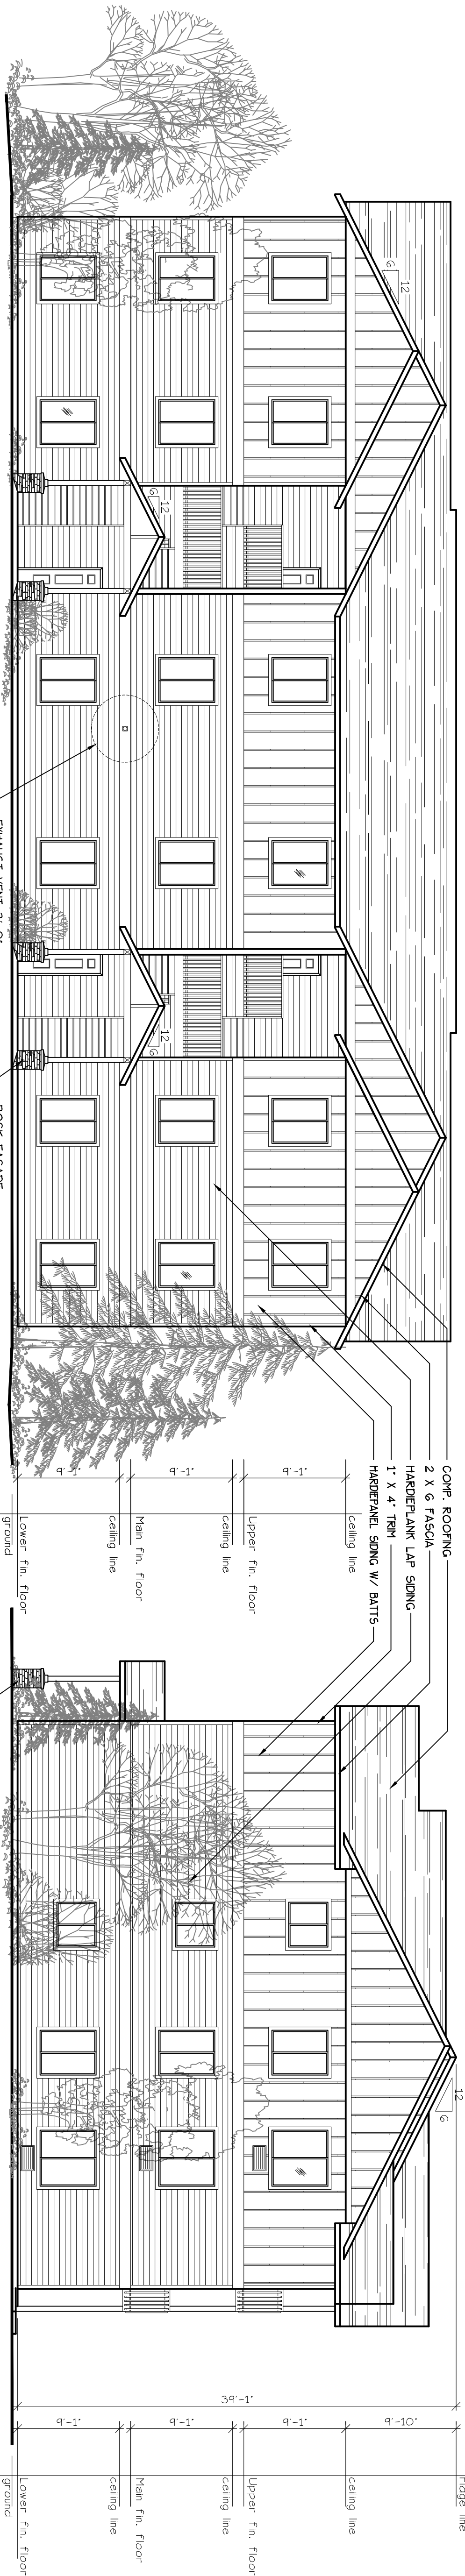 COMP. ROOFING
2 X 6 FASCIA
HARDIEPLANK LAP SIDING
1" X 4" TRIM
HARDIEPANEL SIDING W/ BATTS
12
6
12
6
12
6
12
6
ceiling line
9'-1"
Upper fin. floor
ceiling line
9'-1"
Main fin. floor
ceiling line
9'-1"
Lower fin. floor
ground
ridge line
9'-10"
39'-1"
ceiling line
9'-1"
Upper fin. floor
ceiling line
9'-1"
Main fin. floor
ceiling line
9'-1"
Lower fin. floor
ground